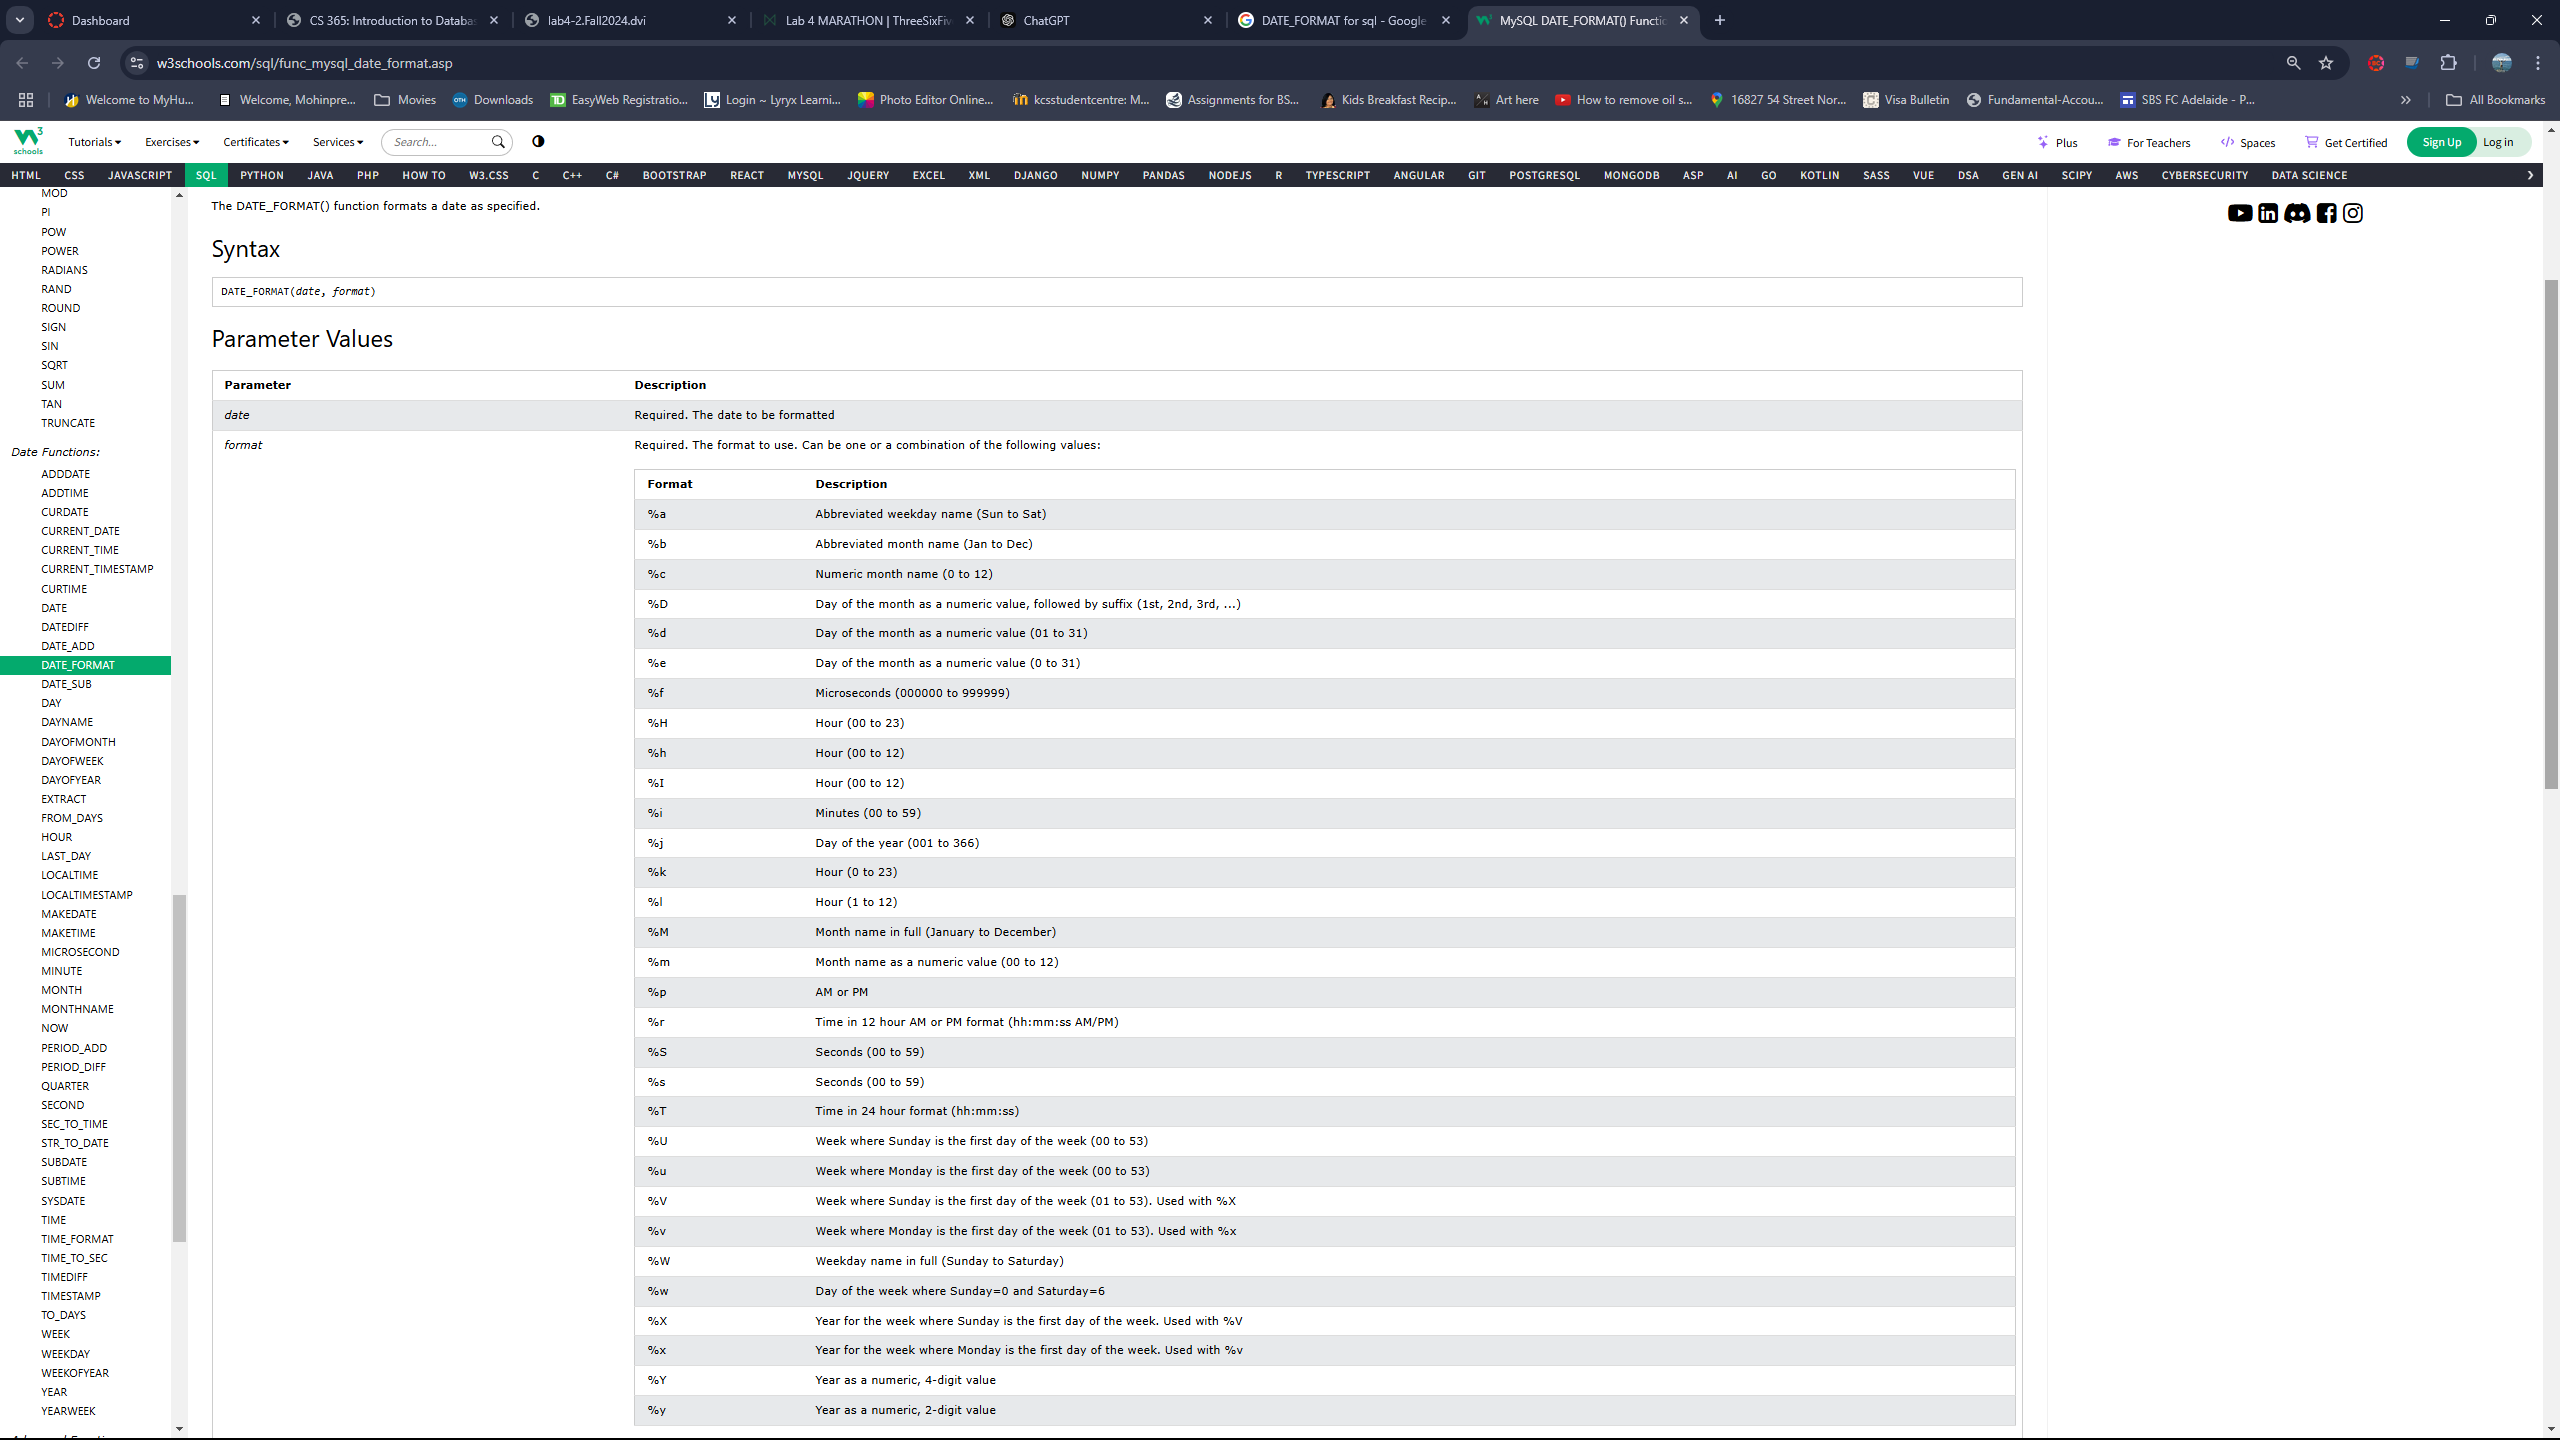 Dashboard
CS 365: Introduction to Databas
lab4-2.Fall2024.dvi
Lab 4 MARATHON | ThreeSixFiv
ChatGPT
DATE_FORMAT for sql - Google
MySQL DATE_FORMAT() Functio
w3schools.com/sql/func_mysql_date_format.asp
Welcome to MyHu...
Welcome, Mohinpre...
Movies
Downloads
EasyWeb Registratio...
Login ~ Lyryx Learni...
Photo Editor Online...
kcsstudentcentre: M...
Assignments for BS...
Kids Breakfast Recip...
Art here
How to remove oil s...
16827 54 Street Nor...
Visa Bulletin
Fundamental-Accou...
SBS FC Adelaide - P...
All Bookmarks
W3 schools
Tutorials
Exercises
Certificates
Services
Search...
Plus
For Teachers
Spaces
Get Certified
Sign Up
Log in
HTML CSS JAVASCRIPT SQL PYTHON JAVA PHP HOW TO W3.CSS C C++ C# BOOTSTRAP REACT MYSQL JQUERY EXCEL XML DJANGO NUMPY PANDAS NODEJS R TYPESCRIPT ANGULAR GIT POSTGRESQL MONGODB ASP AI GO KOTLIN SASS VUE DSA GEN AI SCIPY AWS CYBERSECURITY DATA SCIENCE
MOD
PI
POW
POWER
RADIANS
RAND
ROUND
SIGN
SIN
SQRT
SUM
TAN
TRUNCATE
Date Functions:
ADDDATE
ADDTIME
CURDATE
CURRENT_DATE
CURRENT_TIME
CURRENT_TIMESTAMP
CURTIME
DATE
DATEDIFF
DATE_ADD
DATE_FORMAT
DATE_SUB
DAY
DAYNAME
DAYOFMONTH
DAYOFWEEK
DAYOFYEAR
EXTRACT
FROM_DAYS
HOUR
LAST_DAY
LOCALTIME
LOCALTIMESTAMP
MAKEDATE
MAKETIME
MICROSECOND
MINUTE
MONTH
MONTHNAME
NOW
PERIOD_ADD
PERIOD_DIFF
QUARTER
SECOND
SEC_TO_TIME
STR_TO_DATE
SUBDATE
SUBTIME
SYSDATE
TIME
TIME_FORMAT
TIME_TO_SEC
TIMEDIFF
TIMESTAMP
TO_DAYS
WEEK
WEEKDAY
WEEKOFYEAR
YEAR
YEARWEEK
The DATE_FORMAT() function formats a date as specified.
Syntax
DATE_FORMAT(date, format)
Parameter Values
Parameter Description
date Required. The date to be formatted
format Required. The format to use. Can be one or a combination of the following values:
Format Description
%a Abbreviated weekday name (Sun to Sat)
%b Abbreviated month name (Jan to Dec)
%c Numeric month name (0 to 12)
%D Day of the month as a numeric value, followed by suffix (1st, 2nd, 3rd, ...)
%d Day of the month as a numeric value (01 to 31)
%e Day of the month as a numeric value (0 to 31)
%f Microseconds (000000 to 999999)
%H Hour (00 to 23)
%h Hour (00 to 12)
%I Hour (00 to 12)
%i Minutes (00 to 59)
%j Day of the year (001 to 366)
%k Hour (0 to 23)
%l Hour (1 to 12)
%M Month name in full (January to December)
%m Month name as a numeric value (00 to 12)
%p AM or PM
%r Time in 12 hour AM or PM format (hh:mm:ss AM/PM)
%S Seconds (00 to 59)
%s Seconds (00 to 59)
%T Time in 24 hour format (hh:mm:ss)
%U Week where Sunday is the first day of the week (00 to 53)
%u Week where Monday is the first day of the week (00 to 53)
%V Week where Sunday is the first day of the week (01 to 53). Used with %X
%v Week where Monday is the first day of the week (01 to 53). Used with %x
%W Weekday name in full (Sunday to Saturday)
%w Day of the week where Sunday=0 and Saturday=6
%X Year for the week where Sunday is the first day of the week. Used with %V
%x Year for the week where Monday is the first day of the week. Used with %v
%Y Year as a numeric, 4-digit value
%y Year as a numeric, 2-digit value